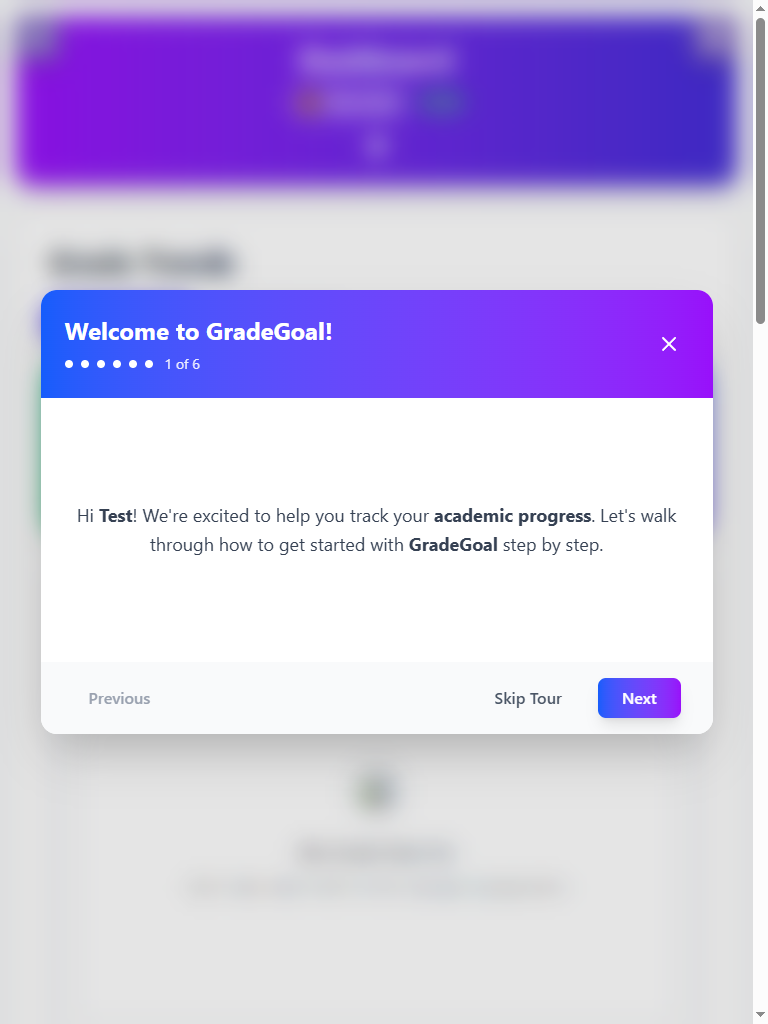 Welcome to GradeGoal!
1 of 6
Hi Test! We're excited to help you track your academic progress. Let's walk
through how to get started with GradeGoal step by step.
Previous
Skip Tour
Next